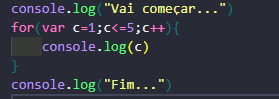 console.log("Vai começar...")
for(var c=1;c<=5;c++){
    console.log(c)
}
console.log("Fim...")